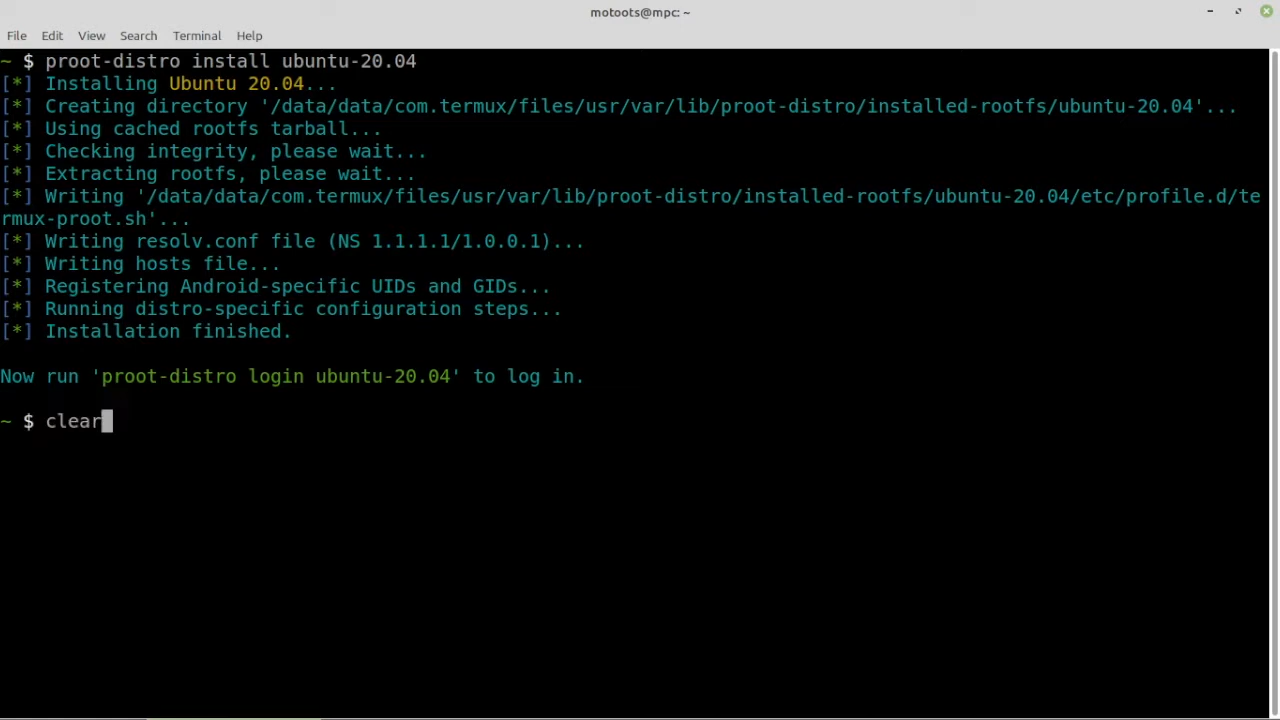 motoots@mpc: ~
File Edit View Search Terminal Help
~ $ proot-distro install ubuntu-20.04
[*] Installing Ubuntu 20.04...
[*] Creating directory '/data/data/com.termux/files/usr/var/lib/proot-distro/installed-rootfs/ubuntu-20.04'...
[*] Using cached rootfs tarball...
[*] Checking integrity, please wait...
[*] Extracting rootfs, please wait...
[*] Writing '/data/data/com.termux/files/usr/var/lib/proot-distro/installed-rootfs/ubuntu-20.04/etc/profile.d/te
rmux-proot.sh'...
[*] Writing resolv.conf file (NS 1.1.1.1/1.0.0.1)...
[*] Writing hosts file...
[*] Registering Android-specific UIDs and GIDs...
[*] Running distro-specific configuration steps...
[*] Installation finished.
Now run 'proot-distro login ubuntu-20.04' to log in.
~ $ clear